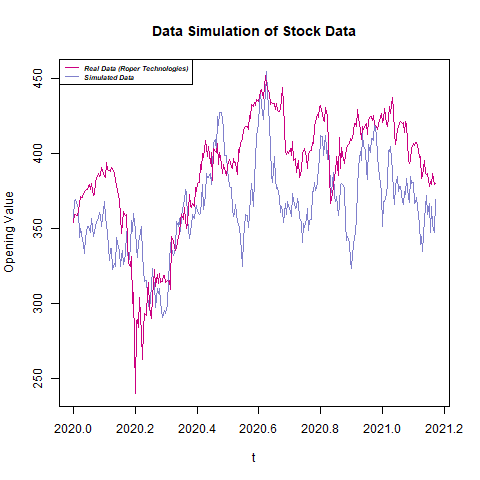 Data Simulation of Stock Data
Real Data (Roper Technologies)
Simulated Data
Opening Value
450
400
350
300
250
2020.0 2020.2 2020.4 2020.6 2020.8 2021.0 2021.2
t